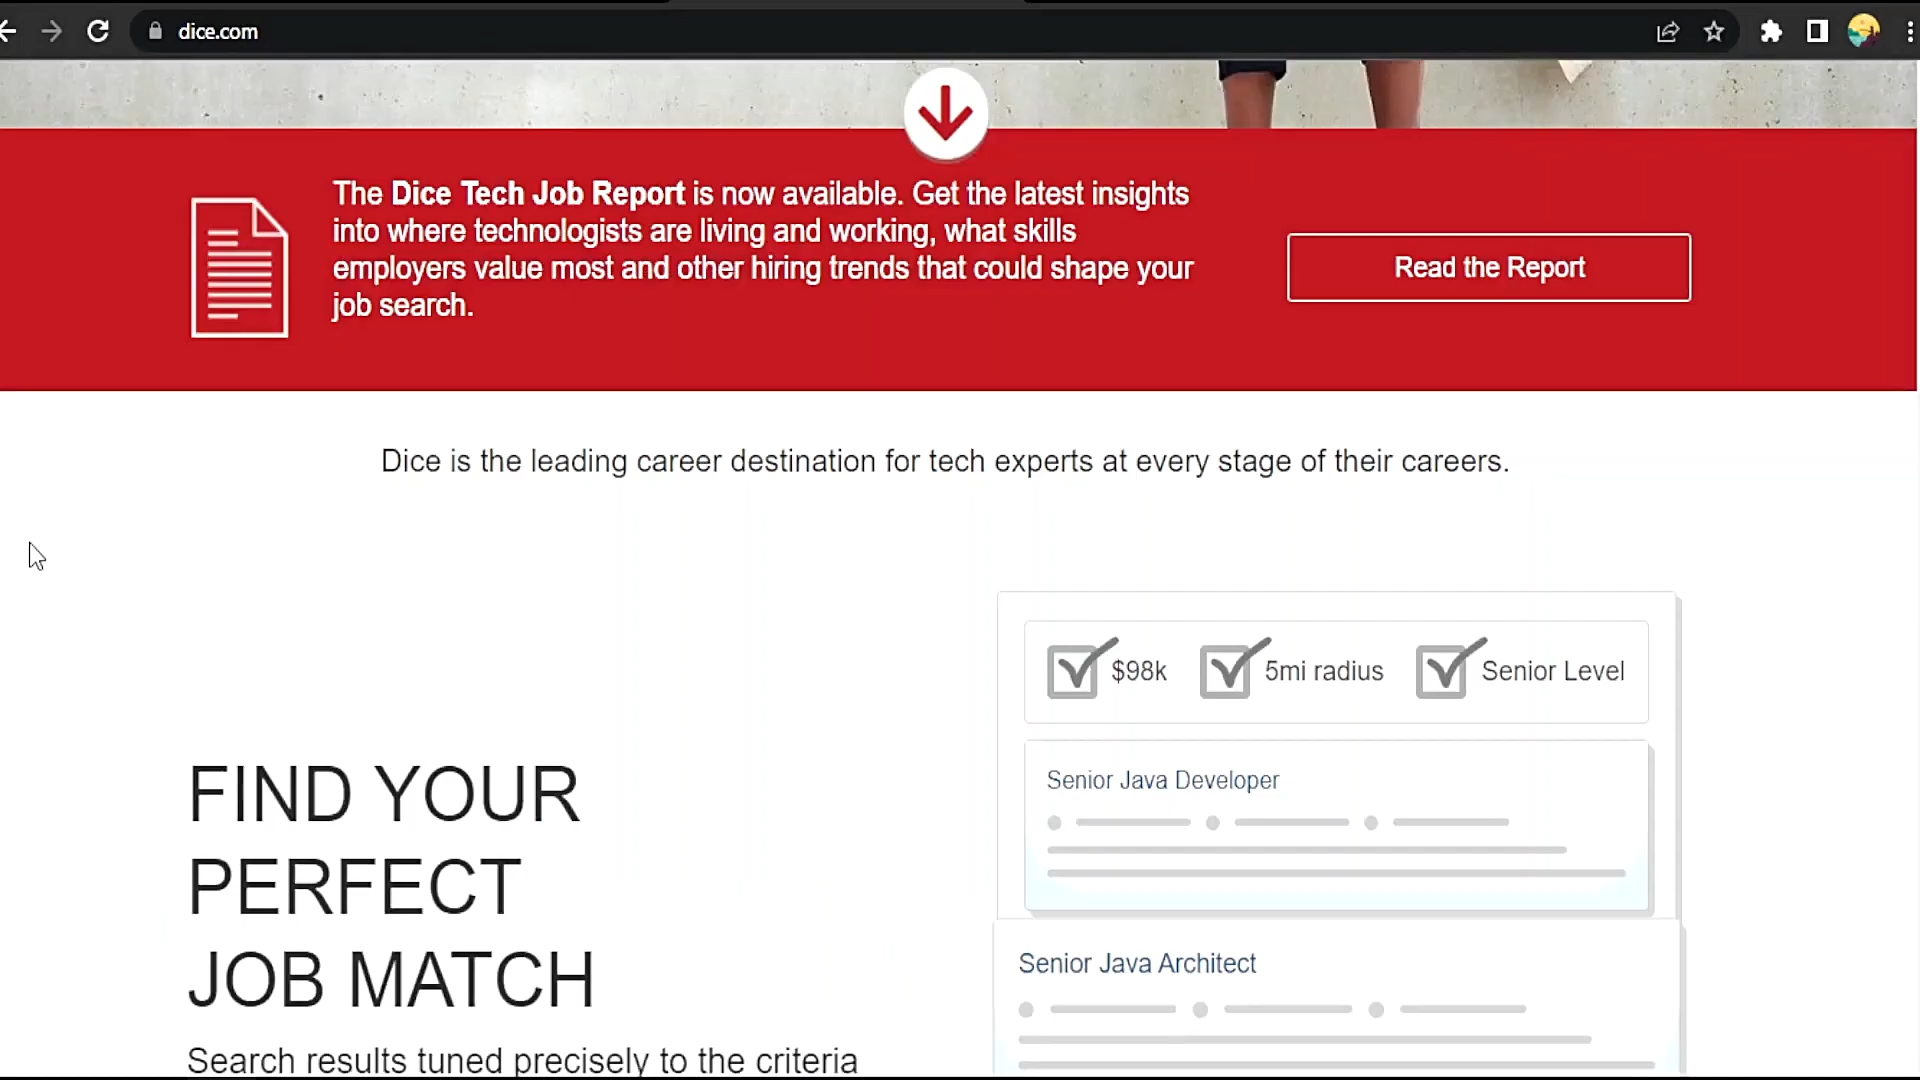 dice.com
The Dice Tech Job Report is now available. Get the latest insights
into where technologists are living and working, what skills
employers value most and other hiring trends that could shape your
job search.
Read the Report
Dice is the leading career destination for tech experts at every stage of their careers.
$98k
5mi radius
Senior Level
Senior Java Developer
FIND YOUR
PERFECT
JOB MATCH
Senior Java Architect
Search results tuned precisely to the criteria